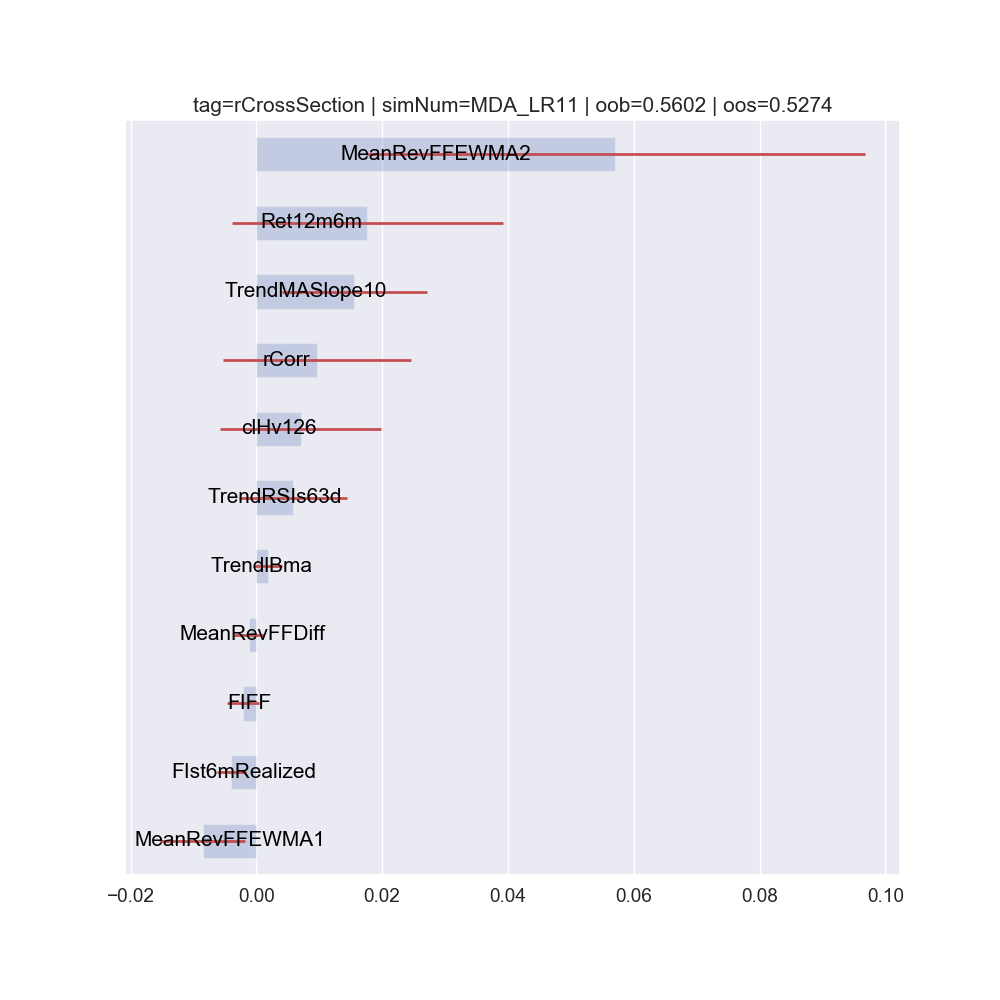 tag=rCrossSection | simNum=MDA_LR11 | oob=0.5602 | oos=0.5274
MeanRevFFEWMA2
Ret12m6m
TrendMASlope10
rCorr
clHv126
TrendRSIs63d
TrendIBma
MeanRevFFDiff
FIFF
FIst6mRealized
MeanRevFFEWMA1
−0.02 0.00 0.02 0.04 0.06 0.08 0.10